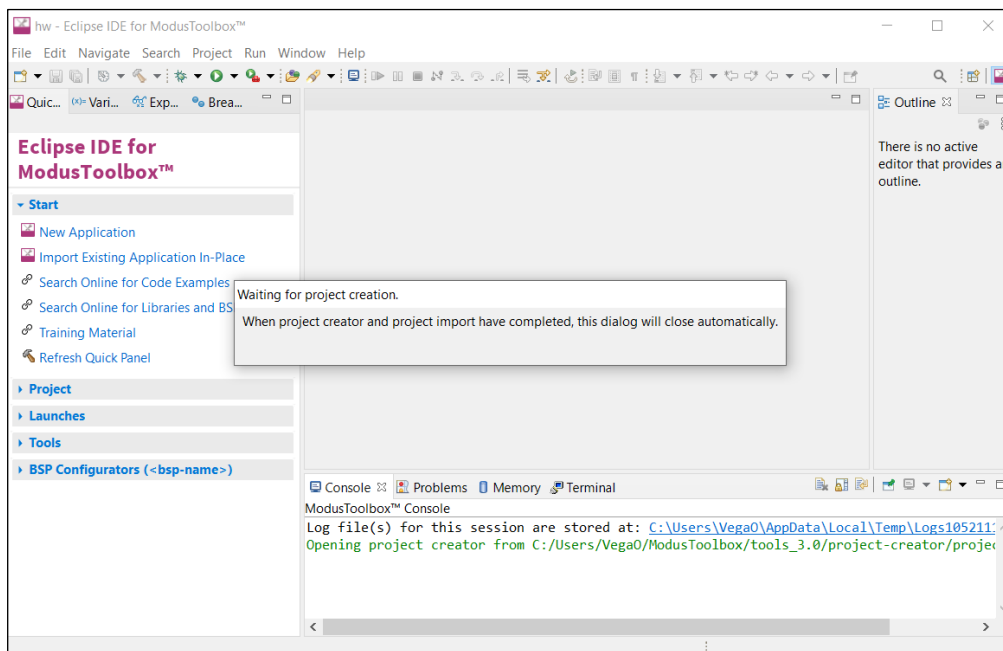 hw - Eclipse IDE for ModusToolbox™
File Edit Navigate Search Project Run Window Help
Quic... (x)= Vari... Exp... Brea...
Outline
Eclipse IDE for
ModusToolbox™
There is no active
editor that provides a
outline.
Start
New Application
Import Existing Application In-Place
Search Online for Code Examples
Search Online for Libraries and BS
Training Material
Refresh Quick Panel
Waiting for project creation.
When project creator and project import have completed, this dialog will close automatically.
Project
Launches
Tools
BSP Configurators (<bsp-name>)
Console Problems Memory Terminal
ModusToolbox™ Console
Log file(s) for this session are stored at: C:\Users\VegaO\AppData\Local\Temp\Logs1052111
Opening project creator from C:/Users/VegaO/ModusToolbox/tools_3.0/project-creator/projec